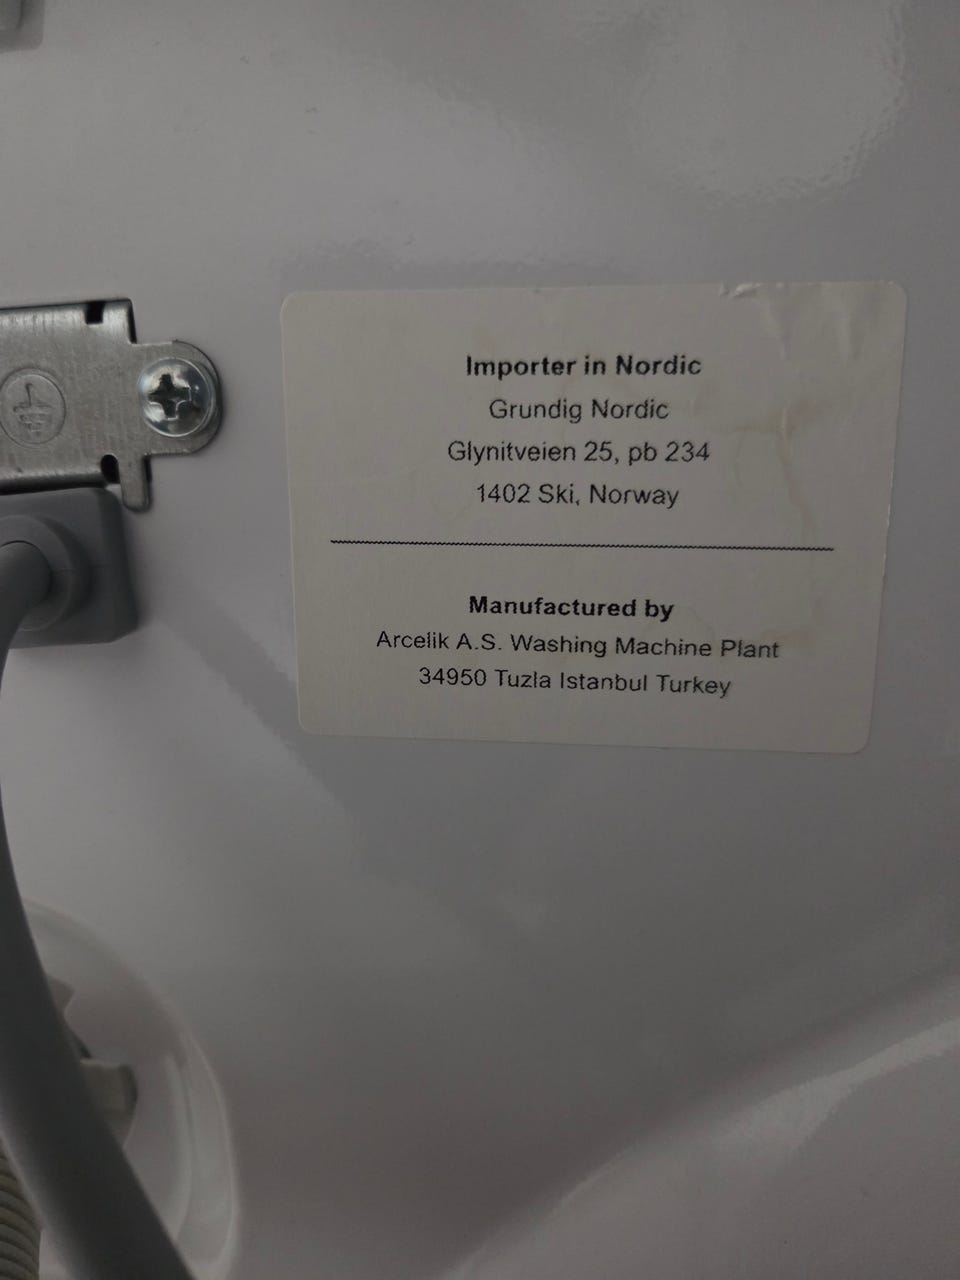 Importer in Nordic
Grundig Nordic
Glynitveien 25, pb 234
1402 Ski, Norway
Manufactured by
Arcelik A.S. Washing Machine Plant
34950 Tuzla Istanbul Turkey